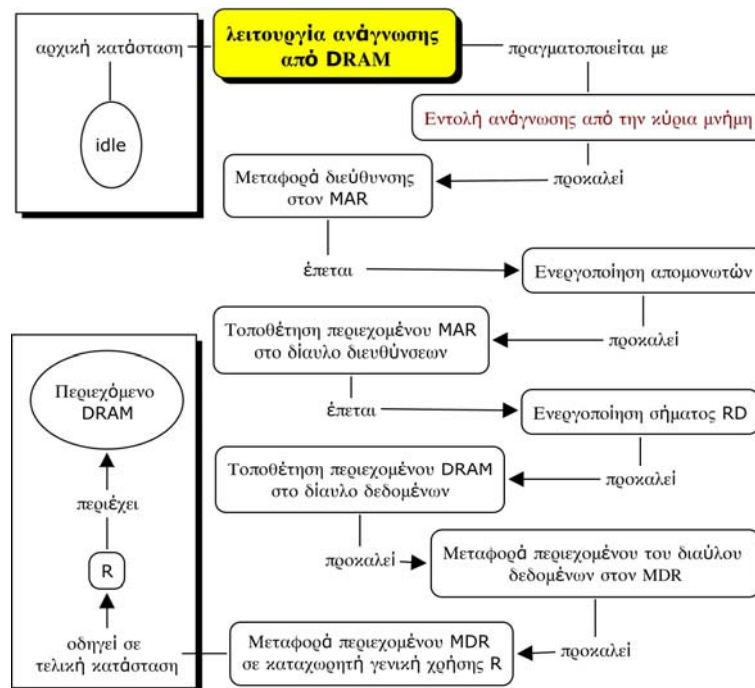 αρχική κατάσταση
λειτουργία ανάγνωσης
από DRAM
πραγματοποιείται με
idle
Εντολή ανάγνωσης από την κύρια μνήμη
προκαλεί
Μεταφορά διεύθυνσης
στον MAR
έπεται
Ενεργοποίηση απομονωτών
προκαλεί
Τοποθέτηση περιεχομένου MAR
στο δίαυλο διευθύνσεων
έπεται
Ενεργοποίηση σήματος RD
προκαλεί
Τοποθέτηση περιεχομένου DRAM
στο δίαυλο δεδομένων
προκαλεί
Μεταφορά περιεχομένου του διαύλου
δεδομένων στον MDR
προκαλεί
Μεταφορά περιεχομένου MDR
σε καταχωρητή γενική χρήσης R
οδηγεί σε
τελική κατάσταση
R
περιέχει
Περιεχόμενο
DRAM